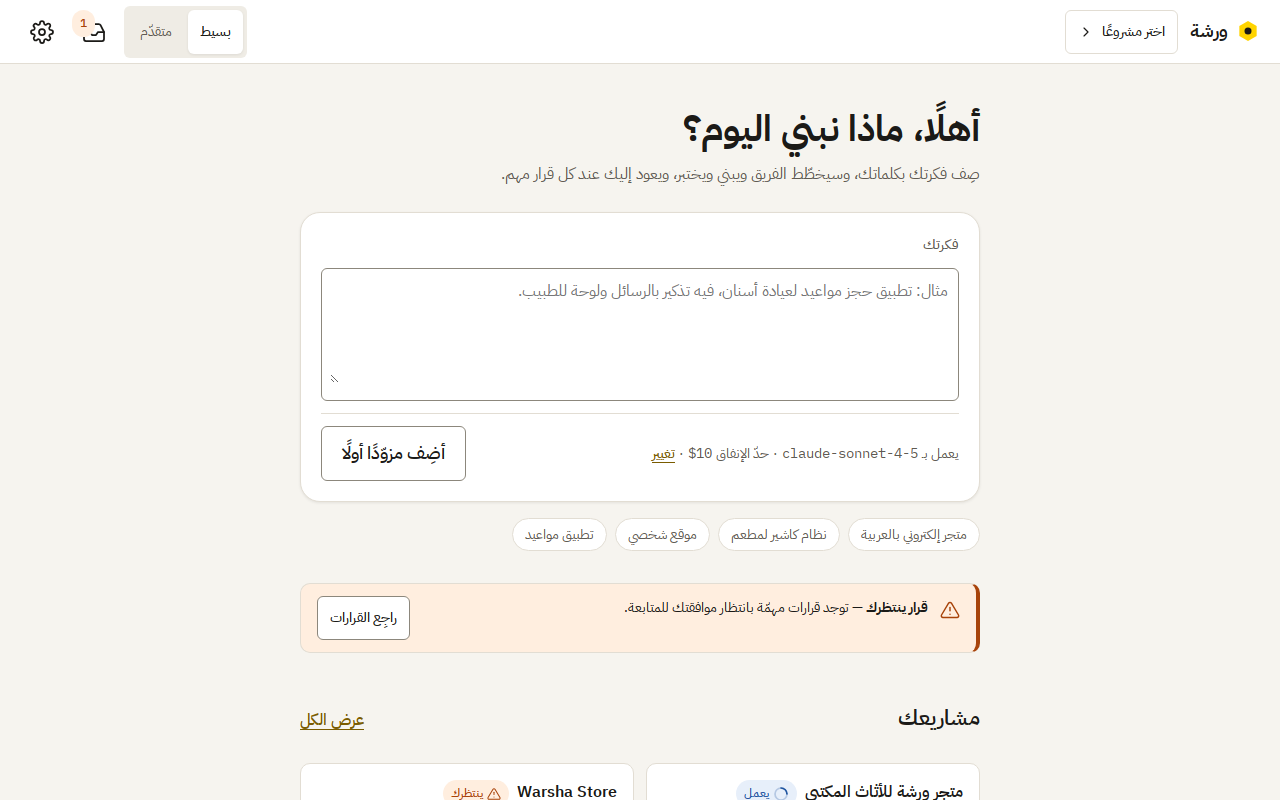 ورشة
اختر مشروعًا
بسيط
متقدّم
1
أهلًا، ماذا نبني اليوم؟
صِف فكرتك بكلماتك، وسيخطّط الفريق ويبني ويختبر، ويعود إليك عند كل قرار مهم.
فكرتك
مثال: تطبيق حجز مواعيد لعيادة أسنان، فيه تذكير بالرسائل ولوحة للطبيب.
يعمل بـ claude-sonnet-4-5 · حدّ الإنفاق 10$ · تغيير
أضِف مزوّدًا أولًا
متجر إلكتروني بالعربية
نظام كاشير لمطعم
موقع شخصي
تطبيق مواعيد
قرار ينتظرك — توجد قرارات مهمّة بانتظار موافقتك للمتابعة.
راجِع القرارات
مشاريعك
عرض الكل
متجر ورشة للأثاث المكتبي
يعمل
Warsha Store
ينتظرك